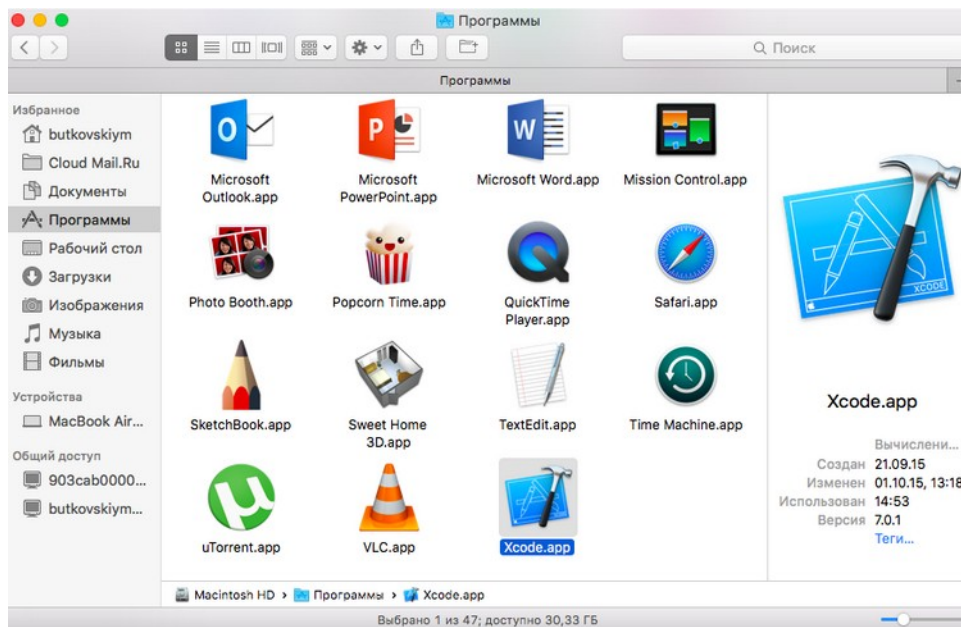 Программы
Поиск
Программы
Избранное
butkovskiym
Cloud Mail.Ru
Документы
Программы
Рабочий стол
Загрузки
Изображения
Музыка
Фильмы
Устройства
MacBook Air...
Общий доступ
903cab0000...
butkovskiym...
Microsoft
Outlook.app
Microsoft
PowerPoint.app
Microsoft Word.app
Mission Control.app
Photo Booth.app
Popcorn Time.app
QuickTime
Player.app
Safari.app
SketchBook.app
Sweet Home
3D.app
TextEdit.app
Time Machine.app
uTorrent.app
VLC.app
Xcode.app
XCODE
Xcode.app
Вычислени...
Создан 21.09.15
Изменен 01.10.15, 13:18
Использован 14:53
Версия 7.0.1
Теги...
Macintosh HD › Программы › Xcode.app
Выбрано 1 из 47; доступно 30,33 ГБ